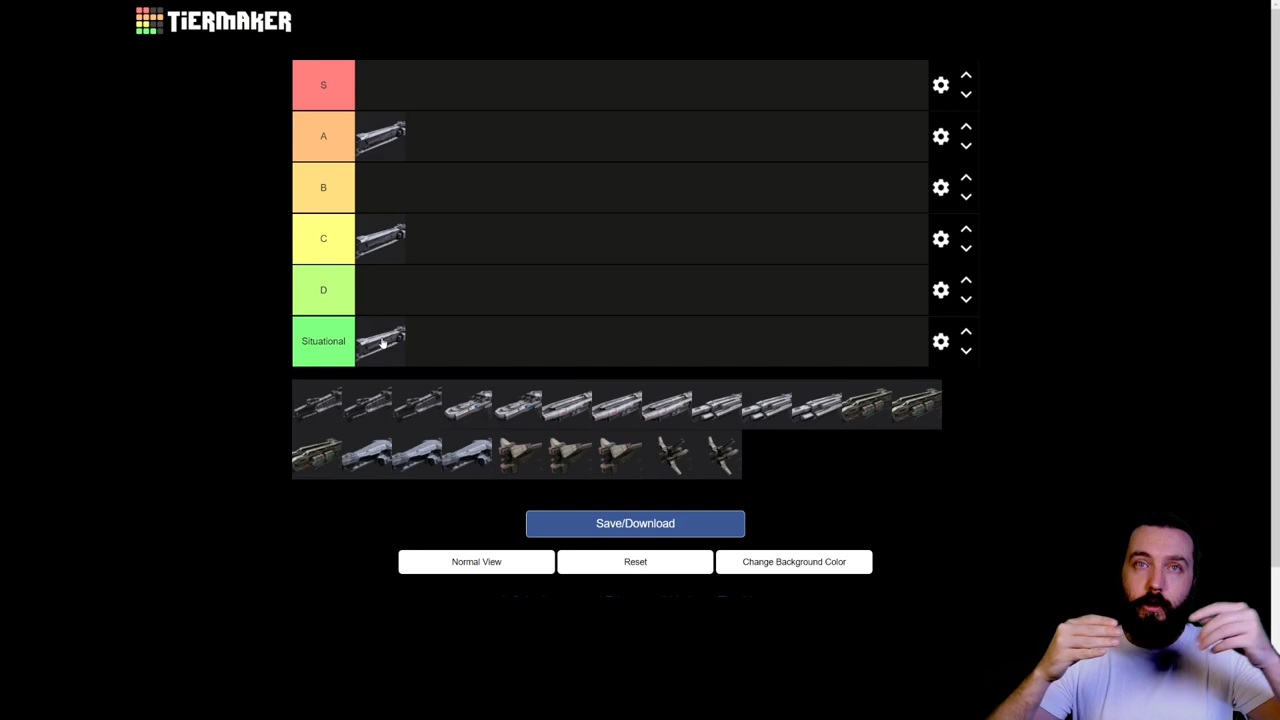 TiERMAKER
S
A
B
C
D
Situational
Save/Download
Normal View
Reset
Change Background Color